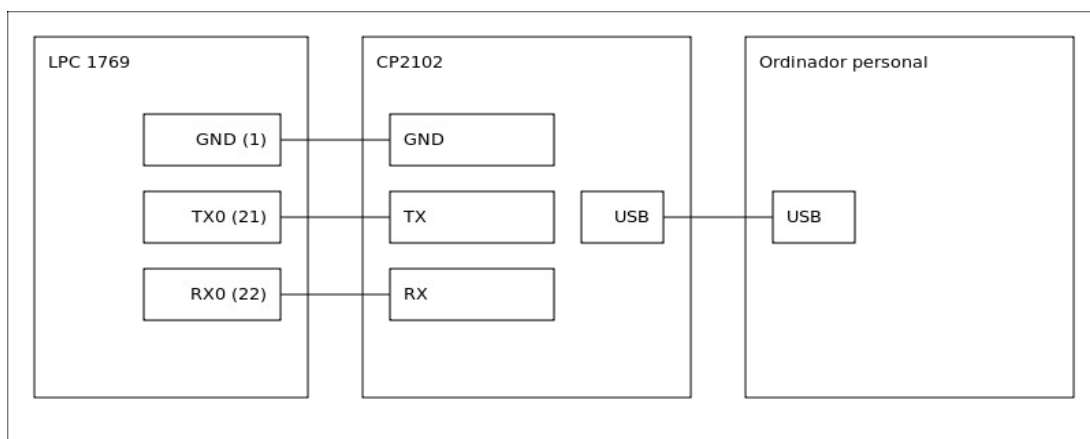 LPC 1769
CP2102
Ordinador personal
GND (1)
GND
TX0 (21)
TX
USB
USB
RX0 (22)
RX